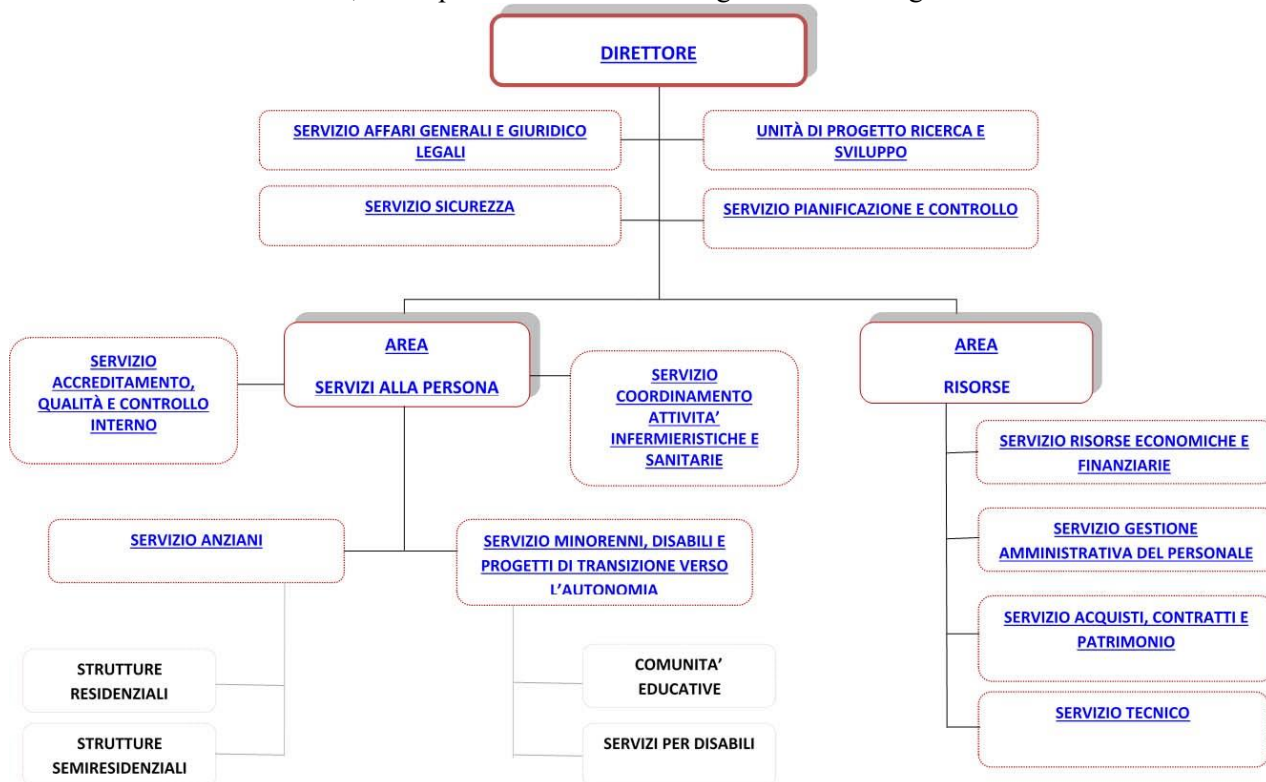 DIRETTORE
SERVIZIO AFFARI GENERALI E GIURIDICO
LEGALI
UNITÀ DI PROGETTO RICERCA E
SVILUPPO
SERVIZIO SICUREZZA
SERVIZIO PIANIFICAZIONE E CONTROLLO
AREA
SERVIZI ALLA PERSONA
AREA
RISORSE
SERVIZIO
ACCREDITAMENTO,
QUALITÀ E CONTROLLO
INTERNO
SERVIZIO
COORDINAMENTO
ATTIVITA’
INFERMIERISTICHE E
SANITARIE
SERVIZIO RISORSE ECONOMICHE E
FINANZIARIE
SERVIZIO ANZIANI
SERVIZIO MINORENNI, DISABILI E
PROGETTI DI TRANSIZIONE VERSO
L’AUTONOMIA
SERVIZIO GESTIONE
AMMINISTRATIVA DEL PERSONALE
SERVIZIO ACQUISTI, CONTRATTI E
PATRIMONIO
STRUTTURE
RESIDENZIALI
COMUNITA’
EDUCATIVE
SERVIZIO TECNICO
STRUTTURE
SEMIRESIDENZIALI
SERVIZI PER DISABILI